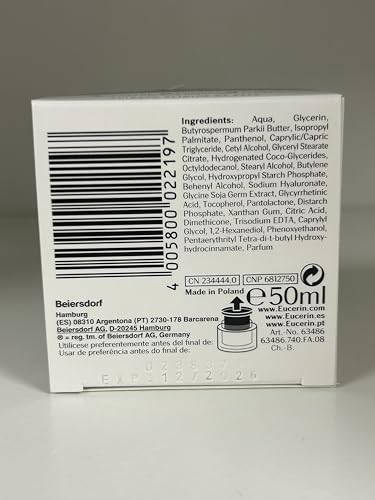 Ingredients: Aqua, Glycerin,
Butyrospermum Parkii Butter, Isopropyl
Palmitate, Panthenol, Caprylic/Capric
Triglyceride, Cetyl Alcohol, Glyceryl Stearate
Citrate, Hydrogenated Coco-Glycerides,
Octyldodecanol, Stearyl Alcohol, Butylene
Glycol, Hydroxypropyl Starch Phosphate,
Behenyl Alcohol, Sodium Hyaluronate,
Glycine Soja Germ Extract, Glycyrrhetinic
Acid, Tocopherol, Pantolactone, Distarch
Phosphate, Xanthan Gum, Citric Acid,
Dimethicone, Trisodium EDTA, Caprylyl
Glycol, 1,2-Hexanediol, Phenoxyethanol,
Pentaerythrityl Tetra-di-t-butyl Hydroxy-
hydrocinnamate, Parfum
4 005800 022197
CN 234444.0 CNP 6812750
Made in Poland
e 50ml
www.Eucerin.com
www.Eucerin.es
www.Eucerin.pt
Art.-No. 63486
63486.740.FA.08
Ch.-B.
Beiersdorf
Hamburg
(ES) 08310 Argentona (PT) 2730-178 Barcarena
Beiersdorf AG, D-20245 Hamburg
® = reg. tm. of Beiersdorf AG, Germany
Utilícese preferentemente antes del final de:
Usar de preferência antes do final de:
EXP:12/2026